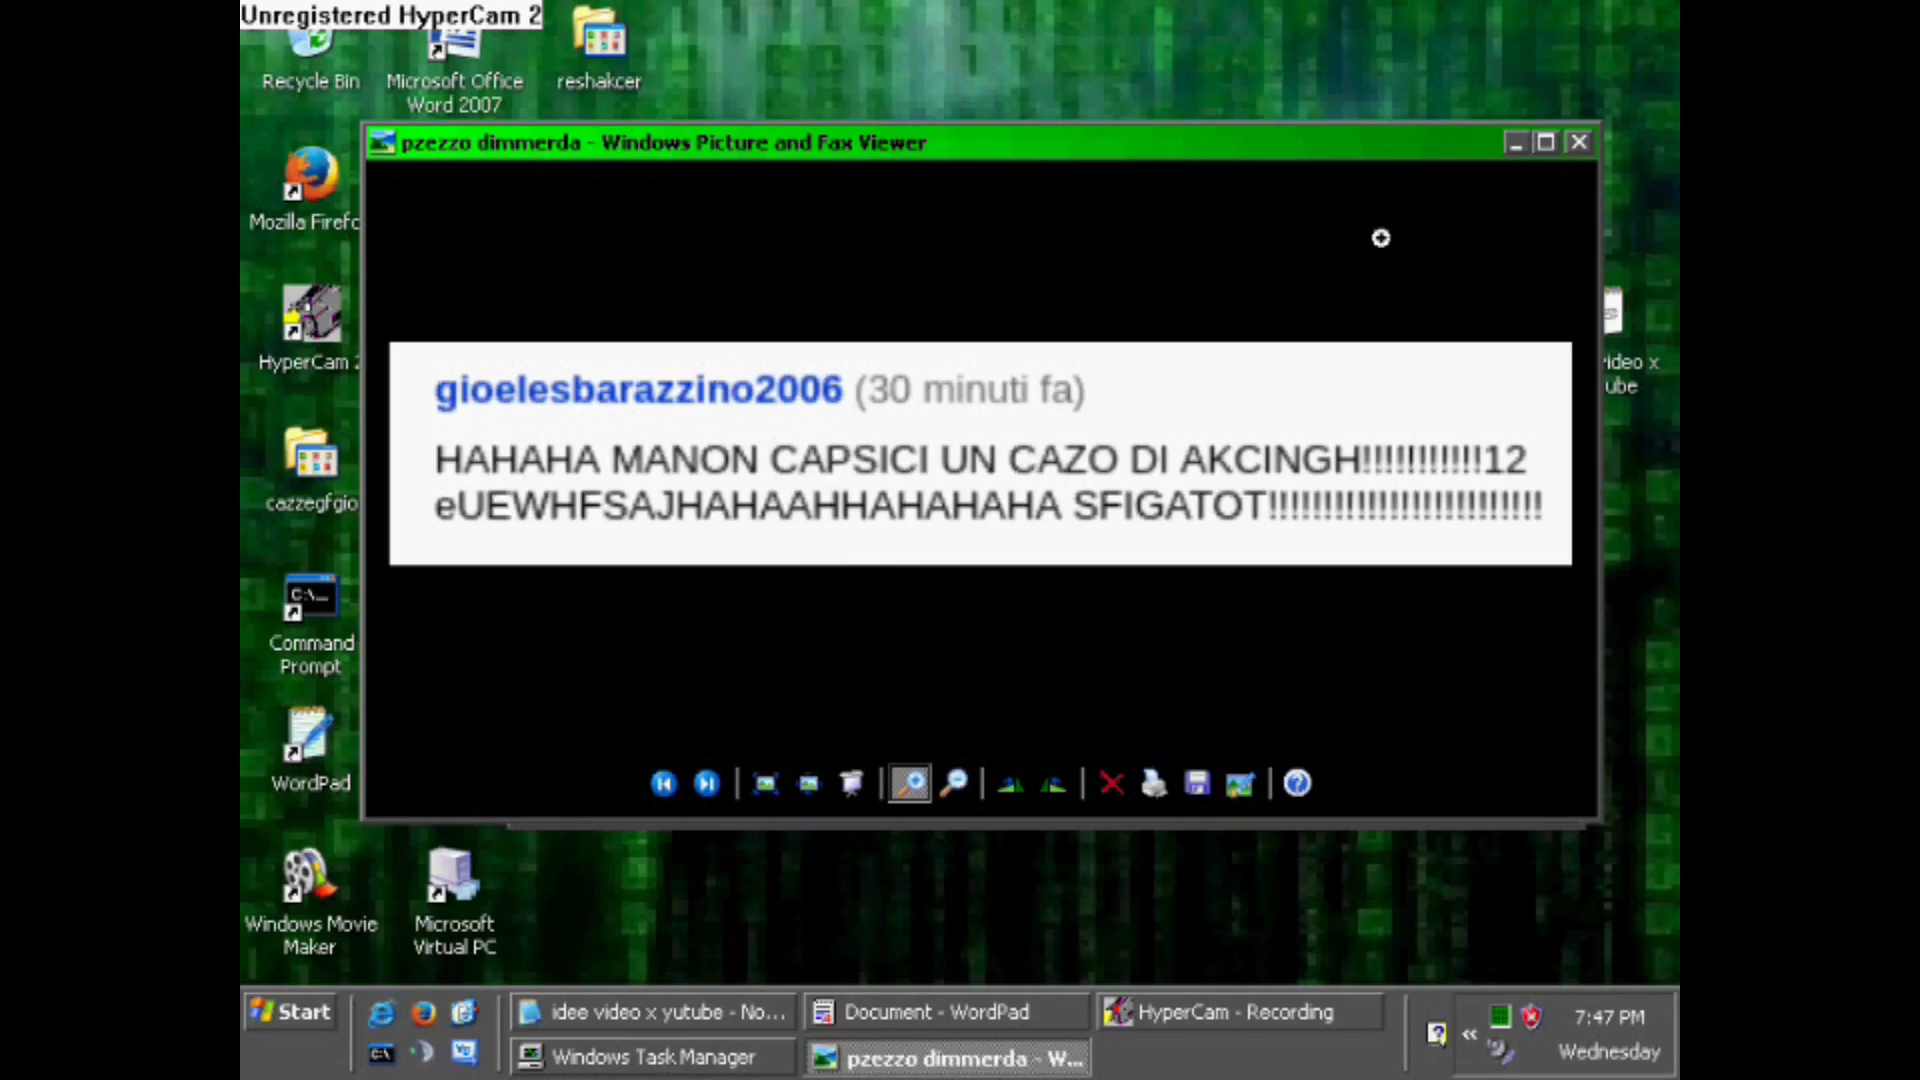 Unregistered HyperCam 2
Recycle Bin
Microsoft Office
Word 2007
reshakcer
pzezzo dimmerda - Windows Picture and Fax Viewer
Mozilla Firefo
HyperCam 2
gioelesbarazzino2006 (30 minuti fa)
HAHAHA MANON CAPSICI UN CAZO DI AKCINGH!!!!!!!!!!!12
eUEWHFSAJHAHAAHHAHAHAHA SFIGATOT!!!!!!!!!!!!!!!!!!!!!!!!!
video x
ube
cazzegfgio
C:\
Command
Prompt
WordPad
Windows Movie
Maker
Microsoft
Virtual PC
Start
idee video x yutube - No...
Document - WordPad
HyperCam - Recording
7:47 PM
C:\
Windows Task Manager
pzezzo dimmerda - W...
Wednesday